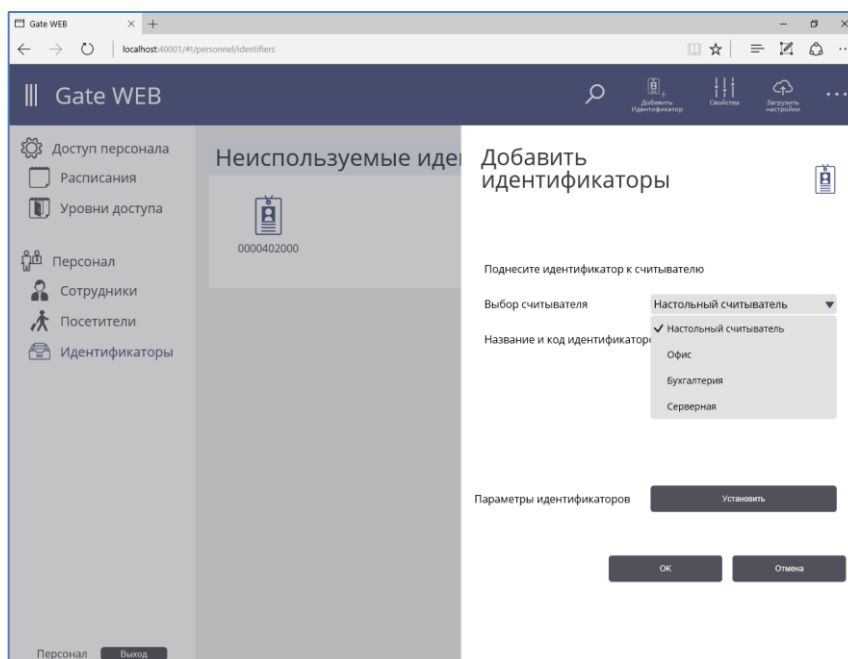 Gate WEB
localhost:40001/#!/personnel/identifiers
Gate WEB
Добавить
Идентификатор
Свойства
Загрузить
настройки
Доступ персонала
Расписания
Уровни доступа
Персонал
Сотрудники
Посетители
Идентификаторы
Неиспользуемые иде
0000402000
Добавить
идентификаторы
Поднесите идентификатор к считывателю
Выбор считывателя
Настольный считыватель
Название и код идентификаторо
Настольный считыватель
Офис
Бухгалтерия
Серверная
Параметры идентификаторов
Установить
OK
Отмена
Персонал
Выход